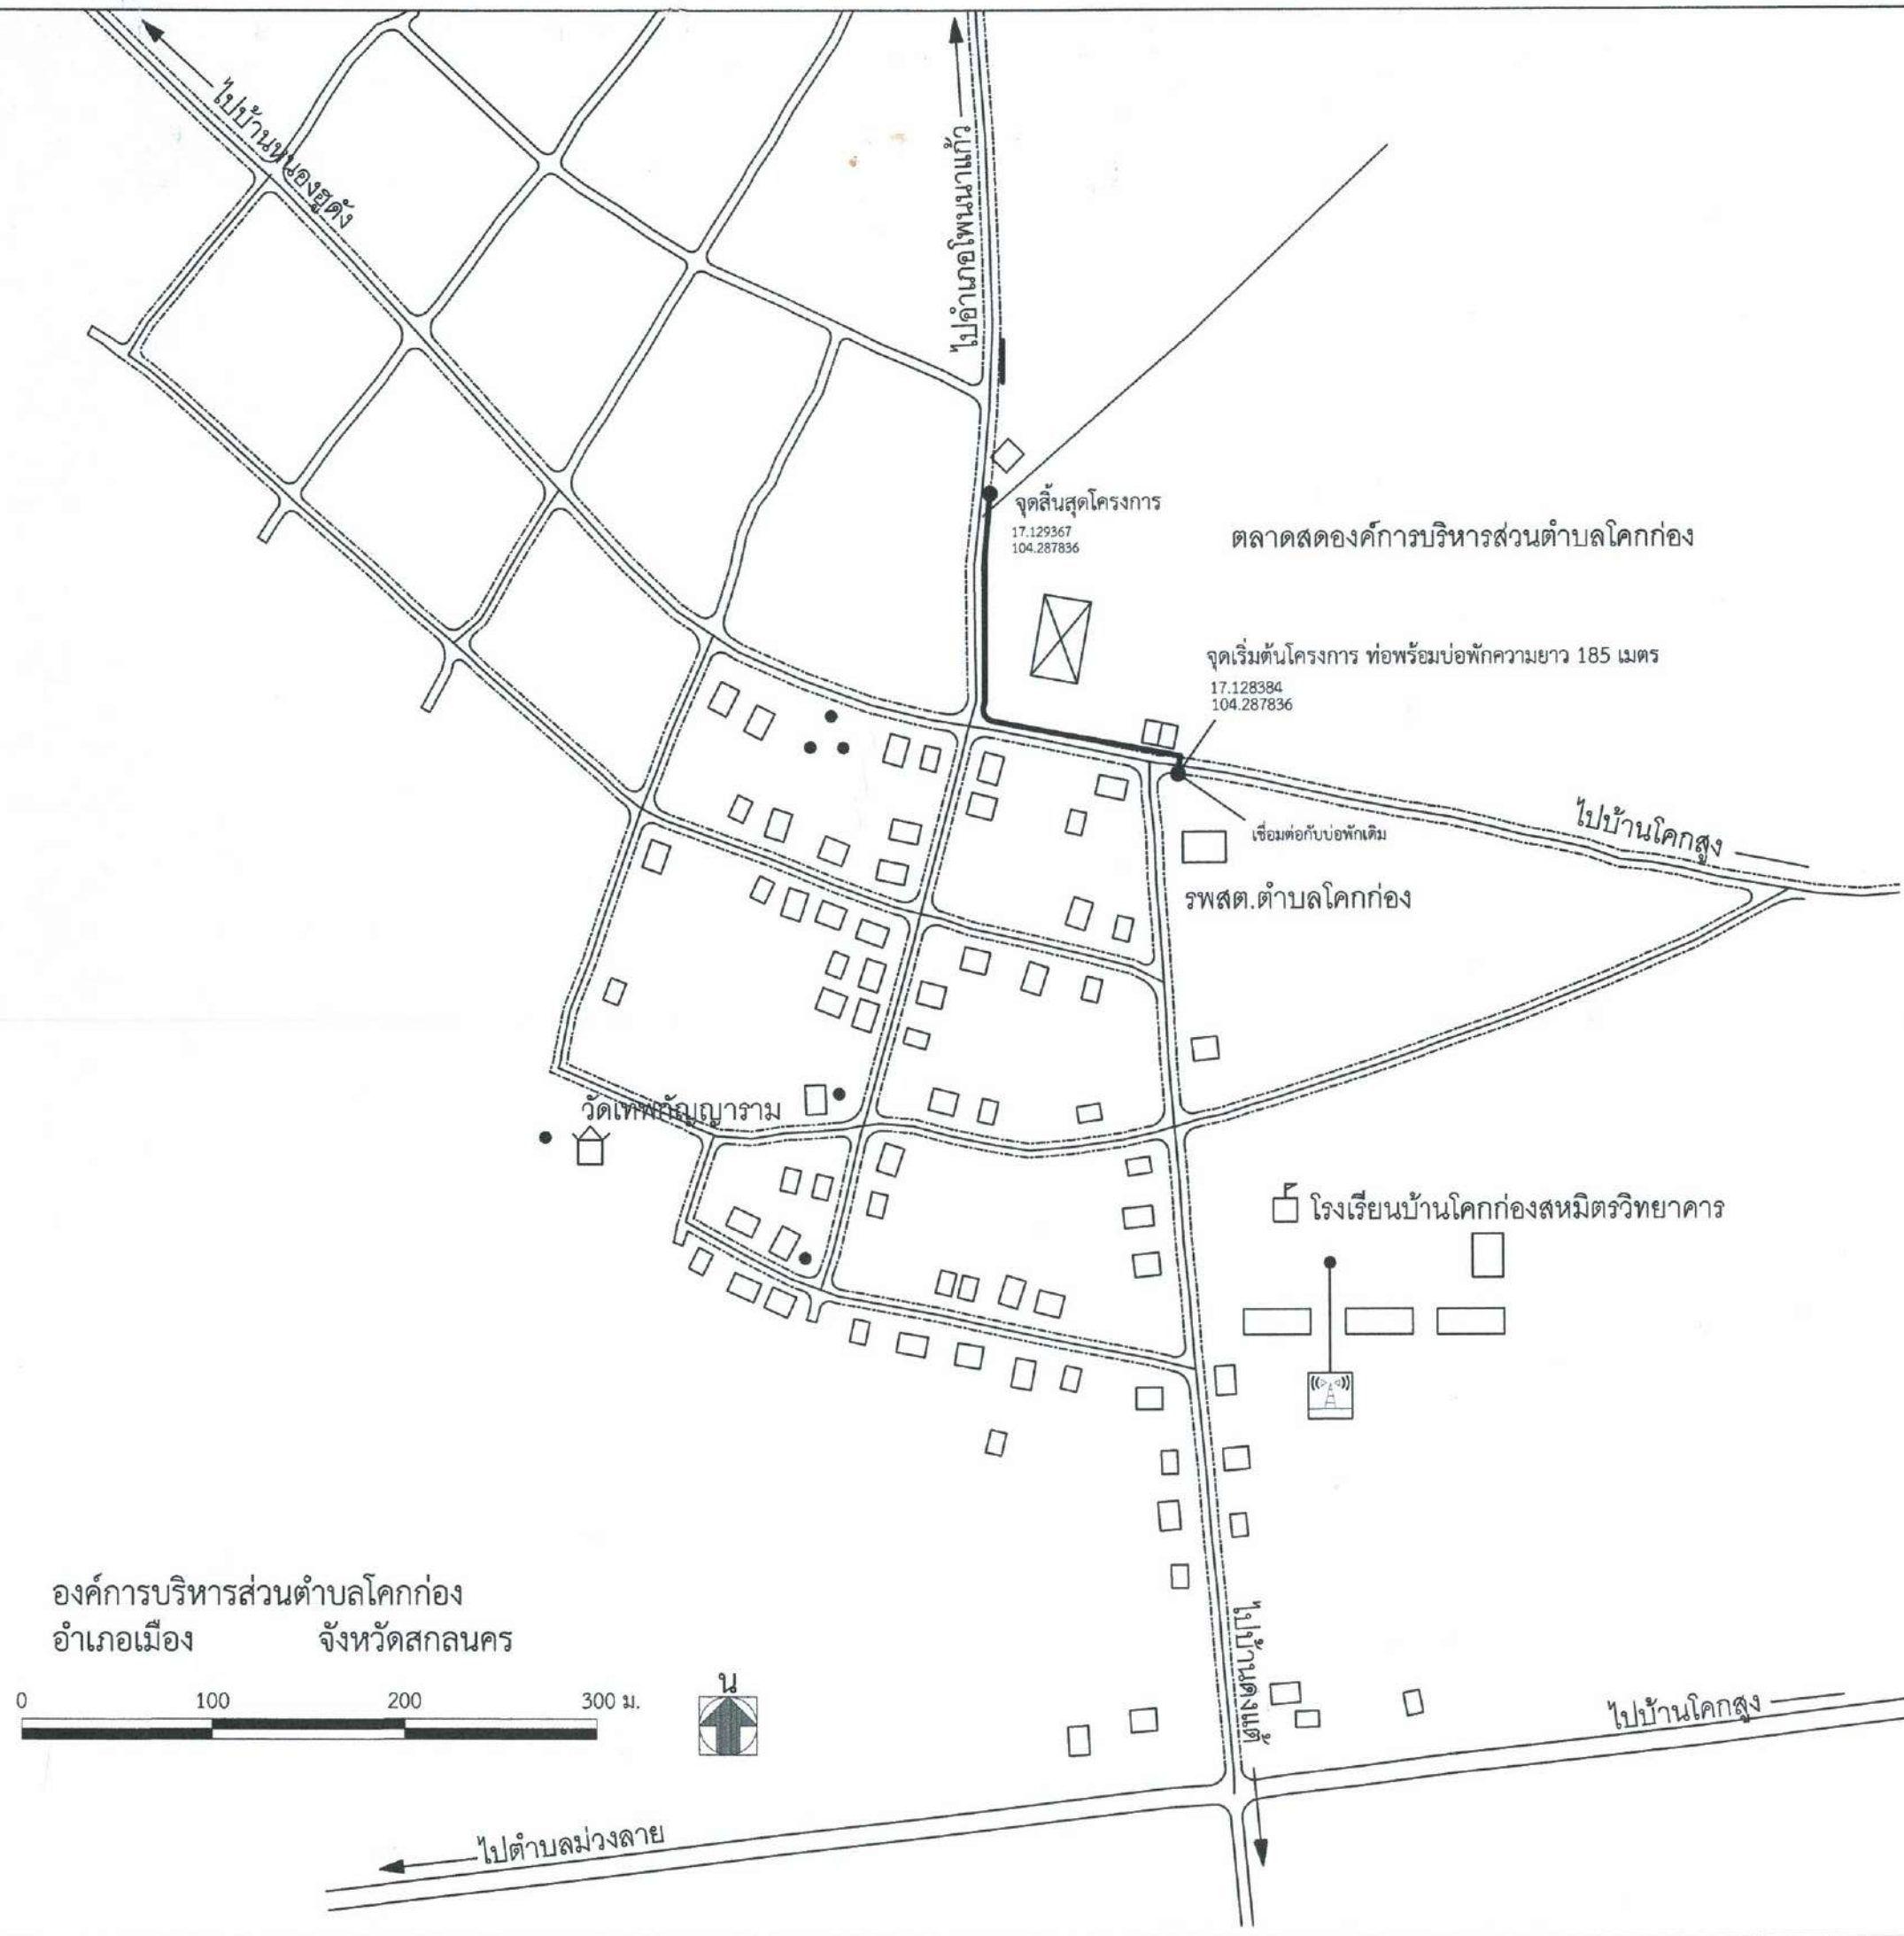 ไปบ้านหนองฮูดัง
ไปอำเภอโพนนาแก้ว
จุดสิ้นสุดโครงการ
17.129367
104.287836
ตลาดสดองค์การบริหารส่วนตำบลโคกก่อง
จุดเริ่มต้นโครงการ ท่อพร้อมบ่อพักความยาว 185 เมตร
17.128384
104.287836
เชื่อมต่อกับบ่อพักเดิม
ไปบ้านโคกสูง
รพสต.ตำบลโคกก่อง
วัดเทพกัญญาราม
โรงเรียนบ้านโคกก่องสหมิตรวิทยาคาร
องค์การบริหารส่วนตำบลโคกก่อง
อำเภอเมือง จังหวัดสกลนคร
0 100 200 300 ม.
น
ไปบ้านดงแต้
ไปบ้านโคกสูง
ไปตำบลม่วงลาย